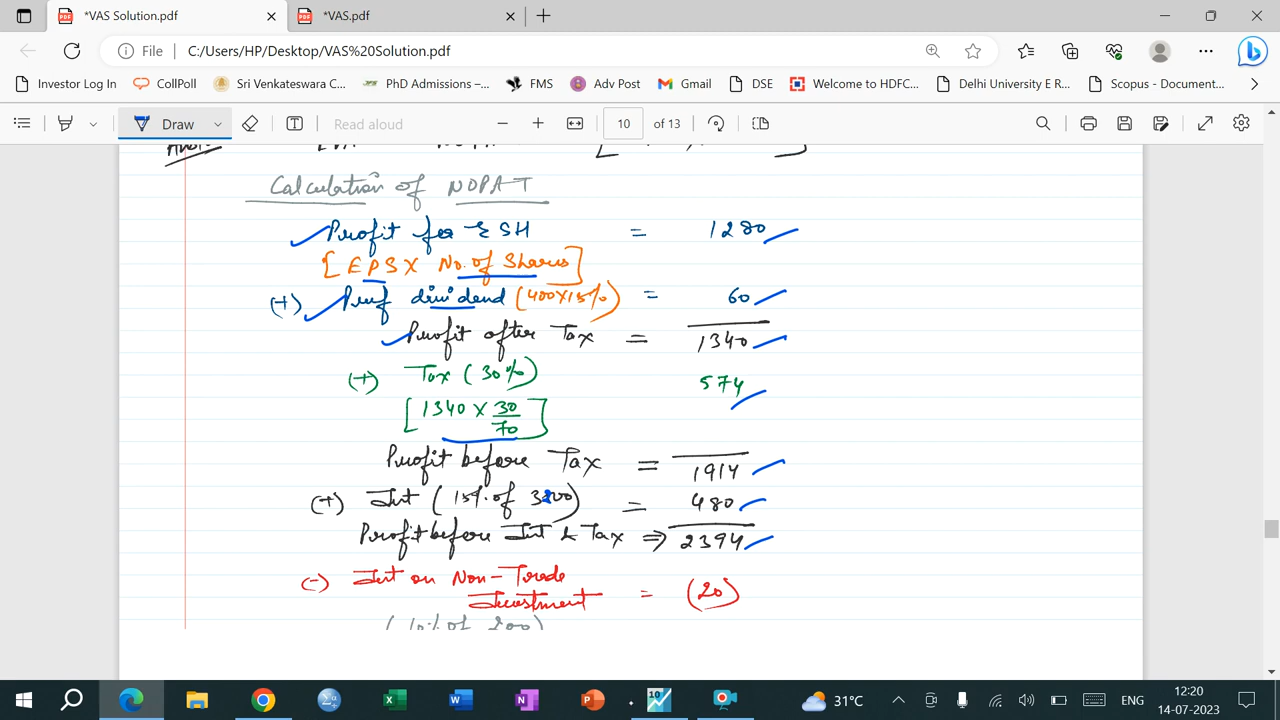 *VAS Solution.pdf
*VAS.pdf
File C:/Users/HP/Desktop/VAS%20Solution.pdf
Investor Log In CollPoll Sri Venkateswara C... PhD Admissions –... FMS Adv Post Gmail DSE Welcome to HDFC... Delhi University E R... Scopus - Document...
Draw Read aloud 10 of 13
Calculation of NOPAT
Profit for E SH = 1280
[EPS X No. of Shares]
(+) Pref dividend (400X15%) = 60
Profit after Tax = 1340
(+) Tax (30%) 574
[1340 X 30/70]
Profit before Tax = 1914
(+) Int (15% of 3200) = 480
Profit before Int & Tax ⇒ 2394
(-) Int on Non-Trade
Investment = (20)
(10% of 200)
31°C
ENG
12:20
14-07-2023